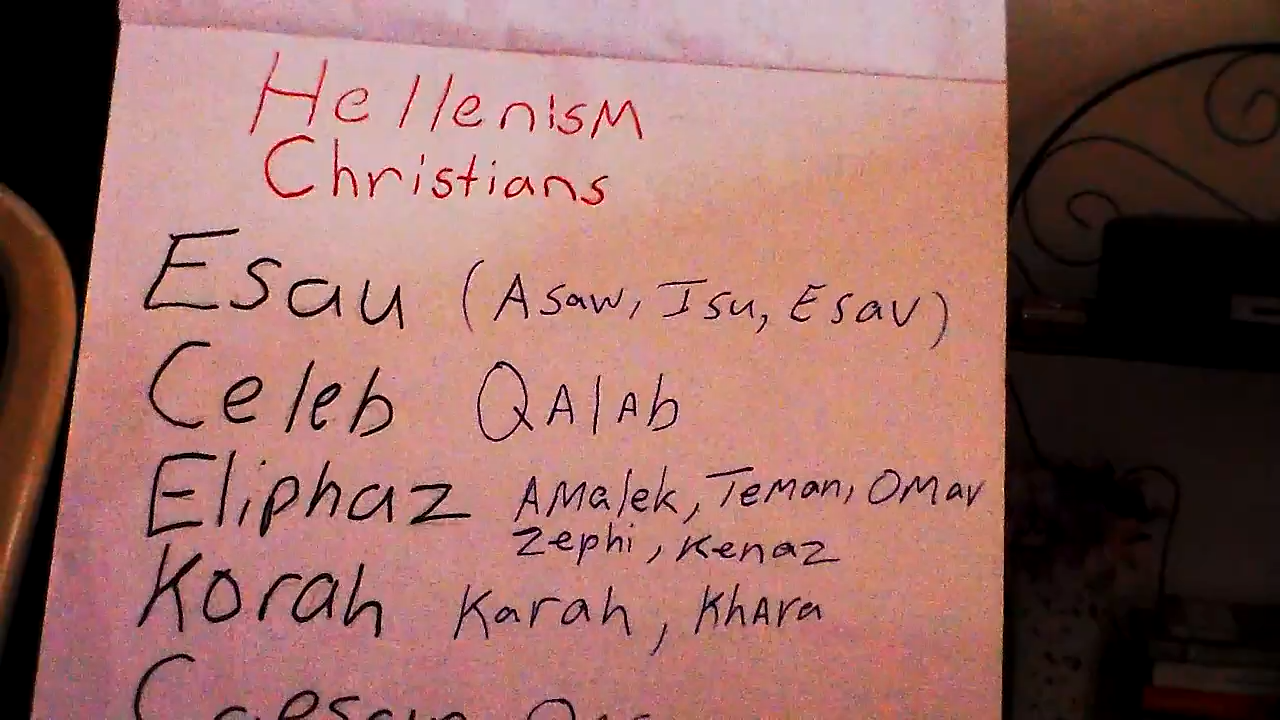 HellenisM
Christians
Esau (Asaw, Isu, Esav)
Celeb QAlAb
Eliphaz AMalek, Teman, OMar
Zephi, Kenaz
Korah Karah, KhAra